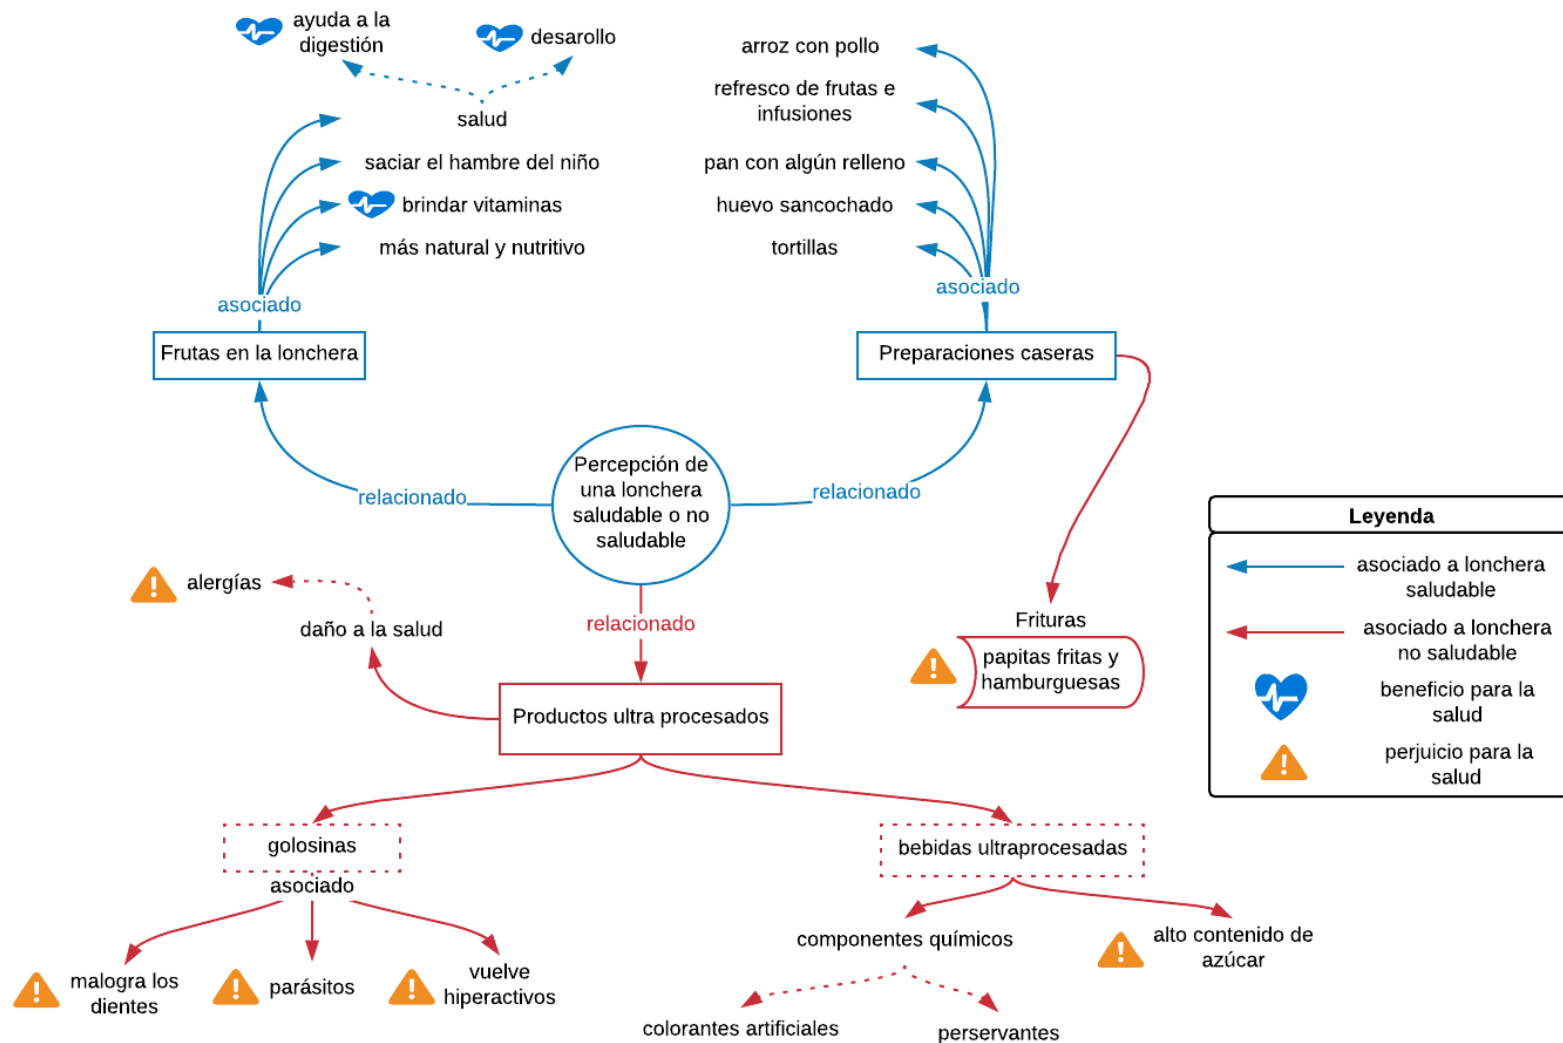 ayuda a la
digestión
desarollo
salud
saciar el hambre del niño
brindar vitaminas
más natural y nutritivo
asociado
Frutas en la lonchera
arroz con pollo
refresco de frutas e
infusiones
pan con algún relleno
huevo sancochado
tortillas
asociado
Preparaciones caseras
relacionado
Percepción de
una lonchera
saludable o no
saludable
relacionado
relacionado
alergías
daño a la salud
Productos ultra procesados
Frituras
papitas fritas y
hamburguesas
golosinas
asociado
malogra los
dientes
parásitos
vuelve
hiperactivos
bebidas ultraprocesadas
componentes químicos
alto contenido de
azúcar
colorantes artificiales
perservantes
Leyenda
asociado a lonchera
saludable
asociado a lonchera
no saludable
beneficio para la
salud
perjuicio para la
salud